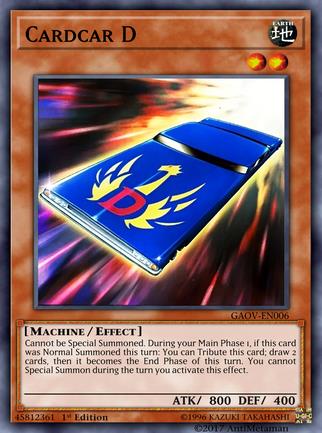 Cardcar D
EARTH
地
D
GAOV-EN006
[Machine / Effect]
Cannot be Special Summoned. During your Main Phase 1, if this card
was Normal Summoned this turn: You can Tribute this card; draw 2
cards, then it becomes the End Phase of this turn. You cannot
Special Summon during the turn you activate this effect.
ATK/ 800 DEF/ 400
45812361 1st Edition ©1996 KAZUKI TAKAHASHI
©2017 AntiMetaman